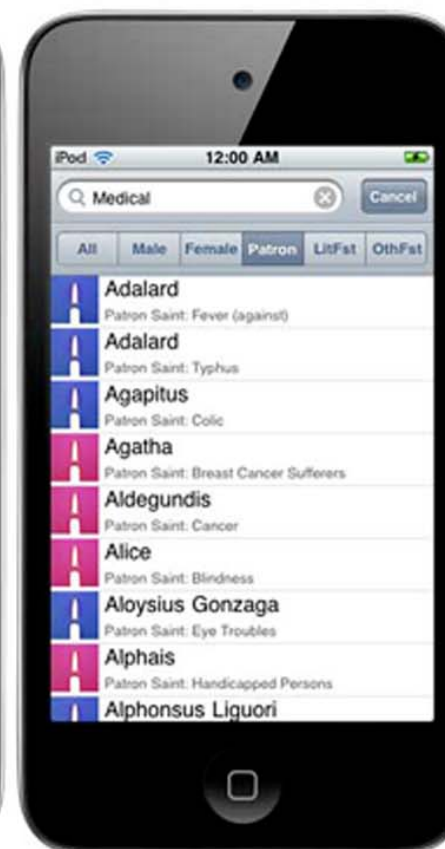 iPod 12:00 AM
Medical Cancel
All Male Female Patron LitFst OthFst
Adalard
Patron Saint: Fever (against)
Adalard
Patron Saint: Typhus
Agapitus
Patron Saint: Colic
Agatha
Patron Saint: Breast Cancer Sufferers
Aldegundis
Patron Saint: Cancer
Alice
Patron Saint: Blindness
Aloysius Gonzaga
Patron Saint: Eye Troubles
Alphais
Patron Saint: Handicapped Persons
Alphonsus Liguori